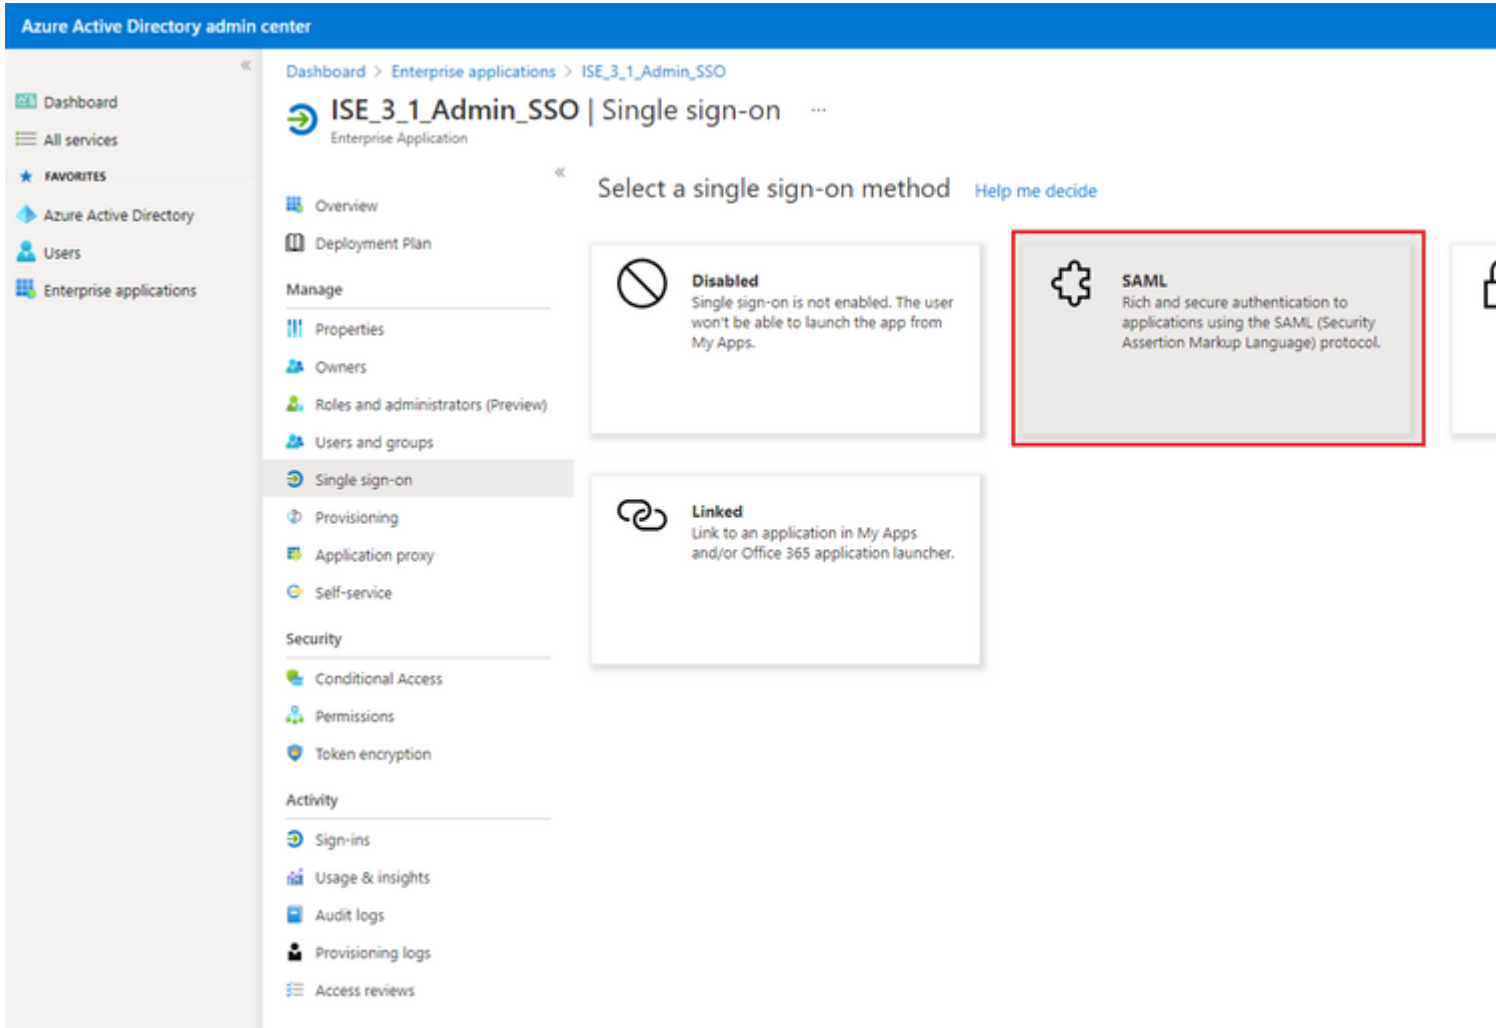 Azure Active Directory admin center
«
Dashboard
All services
FAVORITES
Azure Active Directory
Users
Enterprise applications
Dashboard > Enterprise applications > ISE_3_1_Admin_SSO
ISE_3_1_Admin_SSO | Single sign-on ...
Enterprise Application
«
Overview
Deployment Plan
Manage
Properties
Owners
Roles and administrators (Preview)
Users and groups
Single sign-on
Provisioning
Application proxy
Self-service
Security
Conditional Access
Permissions
Token encryption
Activity
Sign-ins
Usage & insights
Audit logs
Provisioning logs
Access reviews
Select a single sign-on method Help me decide
Disabled
Single sign-on is not enabled. The user
won't be able to launch the app from
My Apps.
SAML
Rich and secure authentication to
applications using the SAML (Security
Assertion Markup Language) protocol.
Linked
Link to an application in My Apps
and/or Office 365 application launcher.